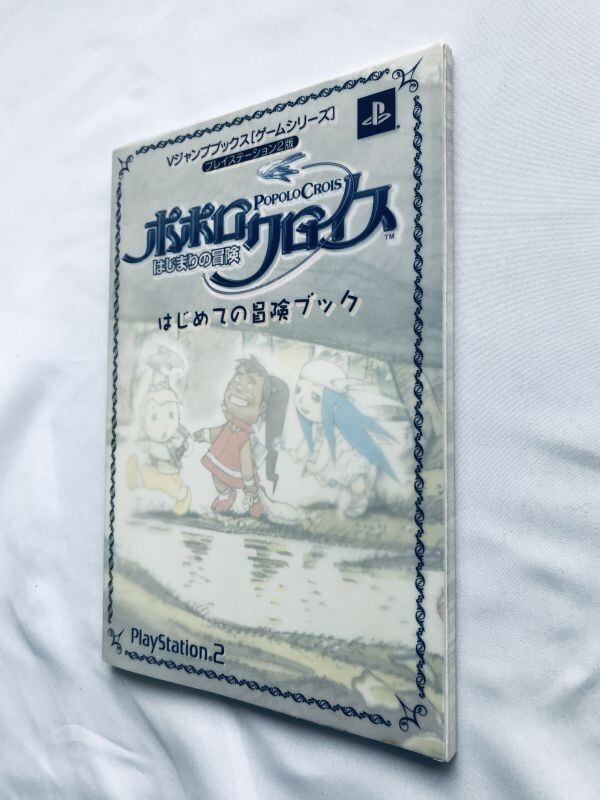 Vジャンプブックス[ゲームシリーズ]
プレイステーション2版
POPOLOCROIS
ポポロクロイス™
はじまりの冒険
はじめての冒険ブック
PlayStation.2